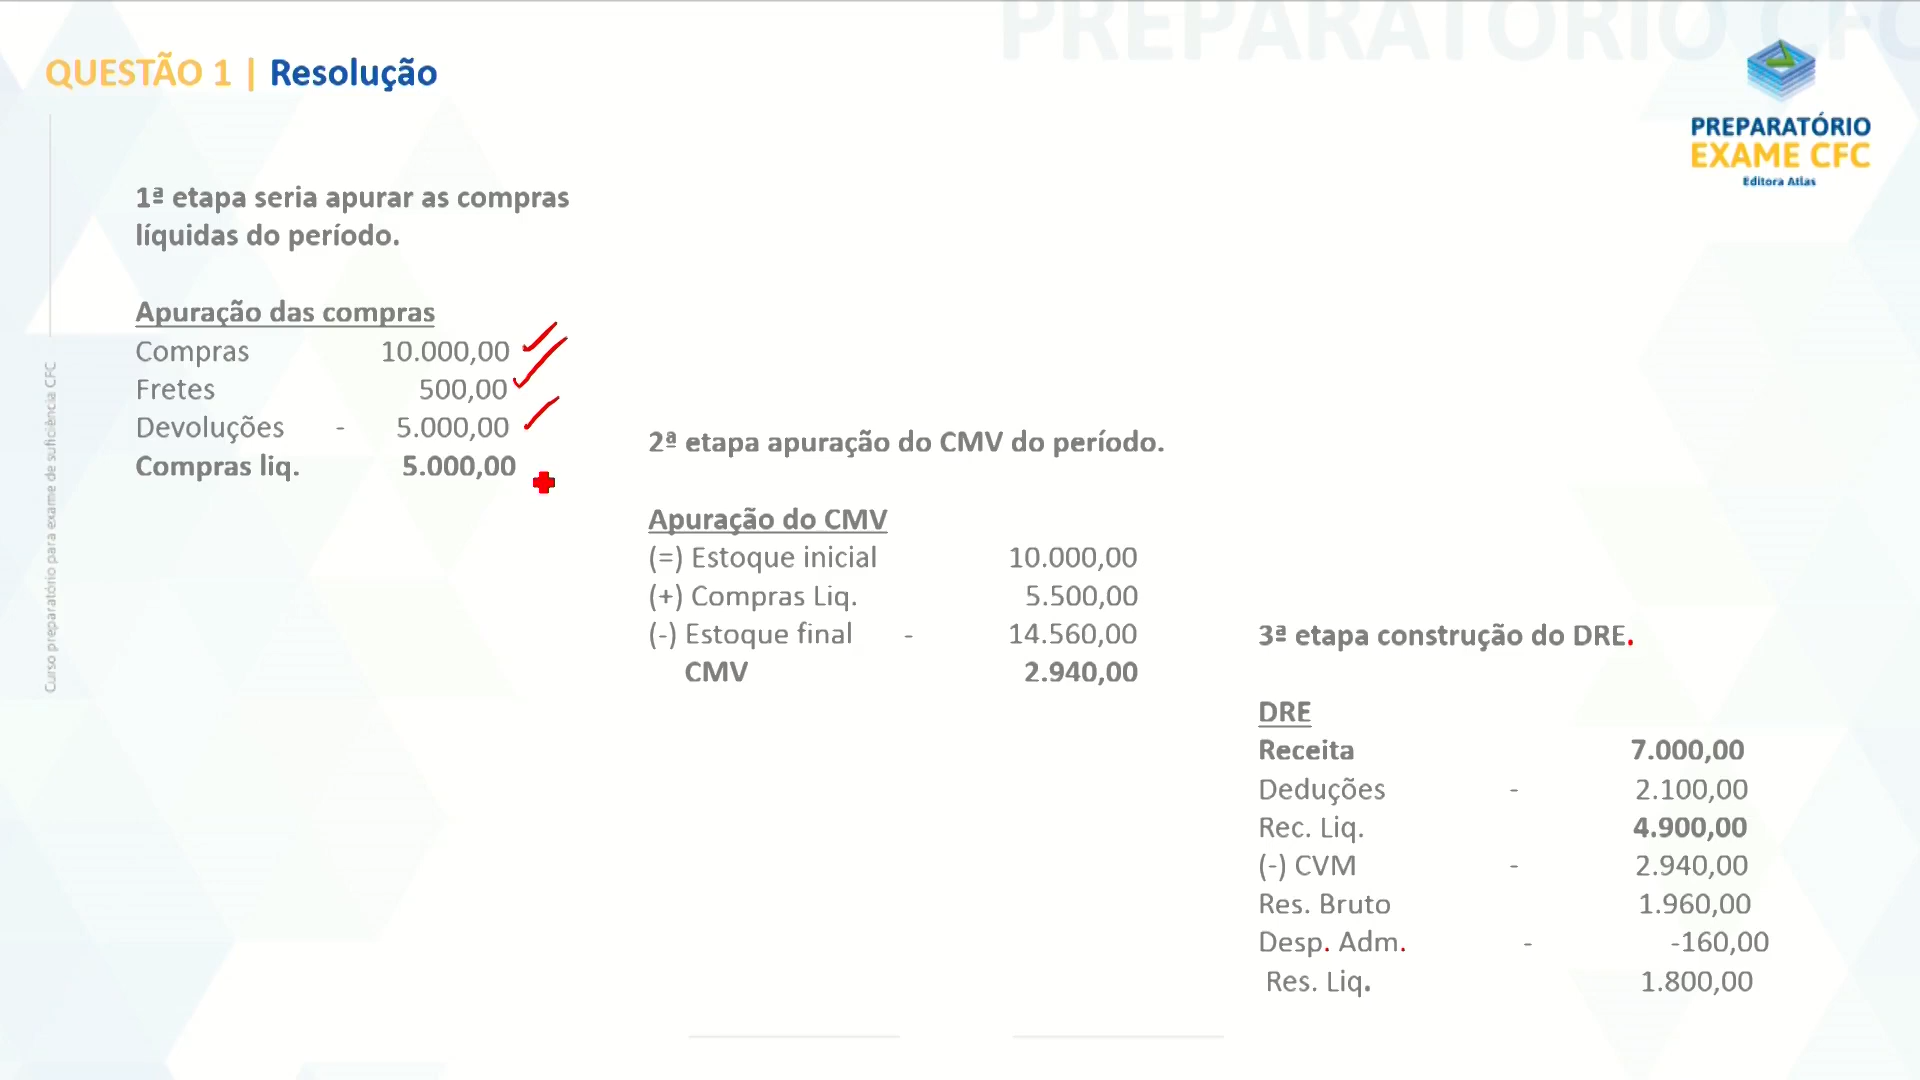 PREPARATÓRIO CFC
QUESTÃO 1 | Resolução
PREPARATÓRIO
EXAME CFC
Editora Atlas
1ª etapa seria apurar as compras
líquidas do período.
Apuração das compras
Compras 10.000,00
Fretes 500,00
Devoluções - 5.000,00
Compras liq. 5.000,00
Curso preparatório para exame de suficiência CFC
2ª etapa apuração do CMV do período.
Apuração do CMV
(=) Estoque inicial 10.000,00
(+) Compras Liq. 5.500,00
(-) Estoque final - 14.560,00
CMV 2.940,00
3ª etapa construção do DRE.
DRE
Receita 7.000,00
Deduções - 2.100,00
Rec. Liq. 4.900,00
(-) CVM - 2.940,00
Res. Bruto 1.960,00
Desp. Adm. - -160,00
Res. Liq. 1.800,00